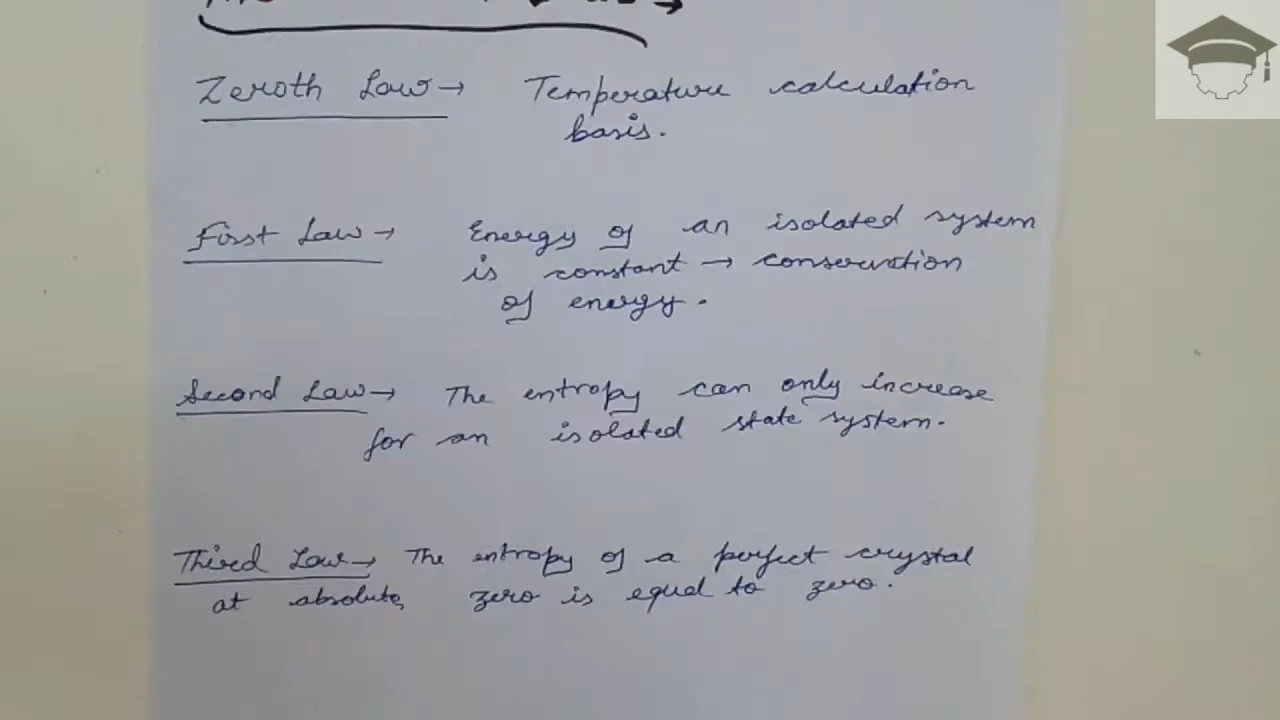 Zeroth Law → Temperature calculation
basis.
First Law → Energy of an isolated system
is constant → conservation
of energy.
Second Law → The entropy can only increase
for an isolated state system.
Third Law → The entropy of a perfect crystal
at absolute, zero is equal to zero.